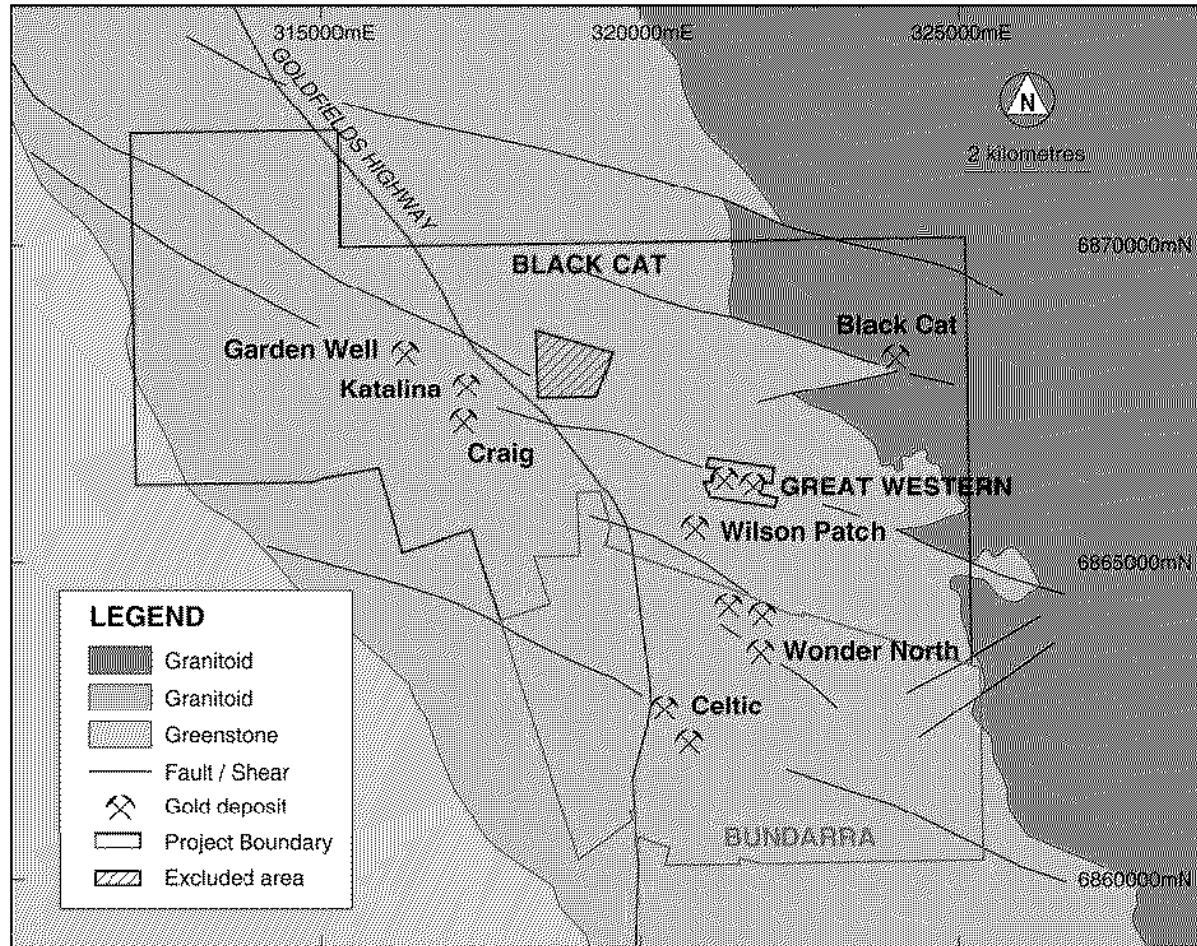 315000mE
320000mE
325000mE
GOLDFIELDS HIGHWAY
N
2 kilometres
6870000mN
BLACK CAT
Black Cat
Garden Well
Katalina
Craig
GREAT WESTERN
Wilson Patch
6865000mN
Wonder North
Celtic
BUNDARRA
6860000mN
LEGEND
Granitoid
Granitoid
Greenstone
Fault / Shear
Gold deposit
Project Boundary
Excluded area